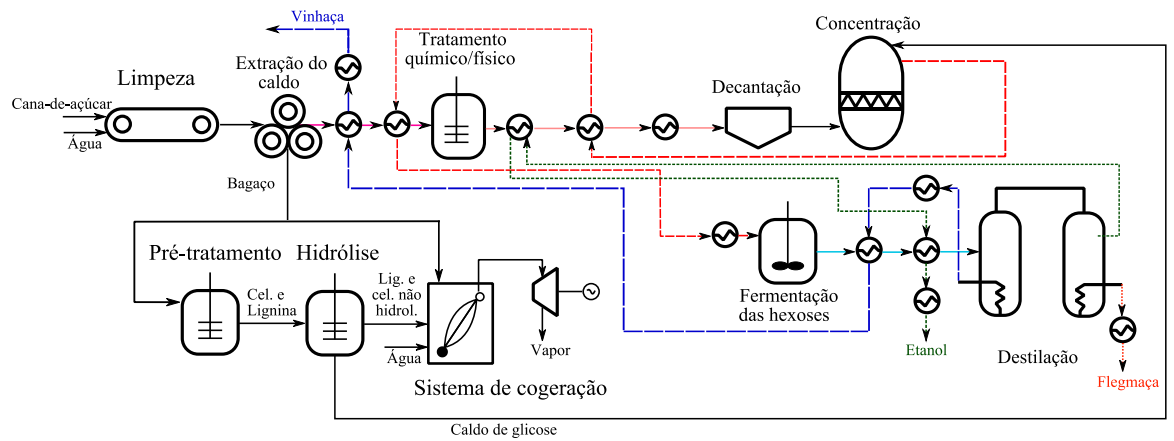 Vinhaça
Concentração
Tratamento
químico/físico
Extração do
caldo
Limpeza
Decantação
Cana-de-açúcar
Água
Bagaço
Pré-tratamento
Hidrólise
Cel. e
Lignina
Lig. e
cel. não
hidrol.
Água
Vapor
Sistema de cogeração
Fermentação
das hexoses
Etanol
Destilação
Flegmaça
Caldo de glicose